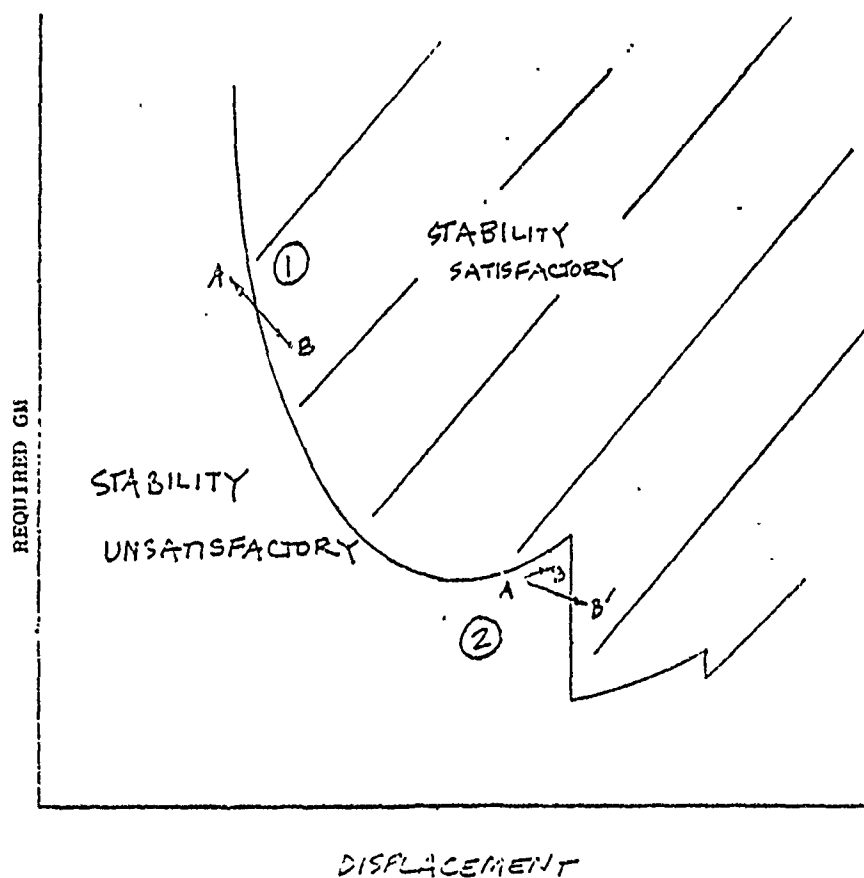 STABILITY
SATISFACTORY
1
A
B
REQUIRED GM
STABILITY
UNSATISFACTORY
A
B
B'
2
DISPLACEMENT